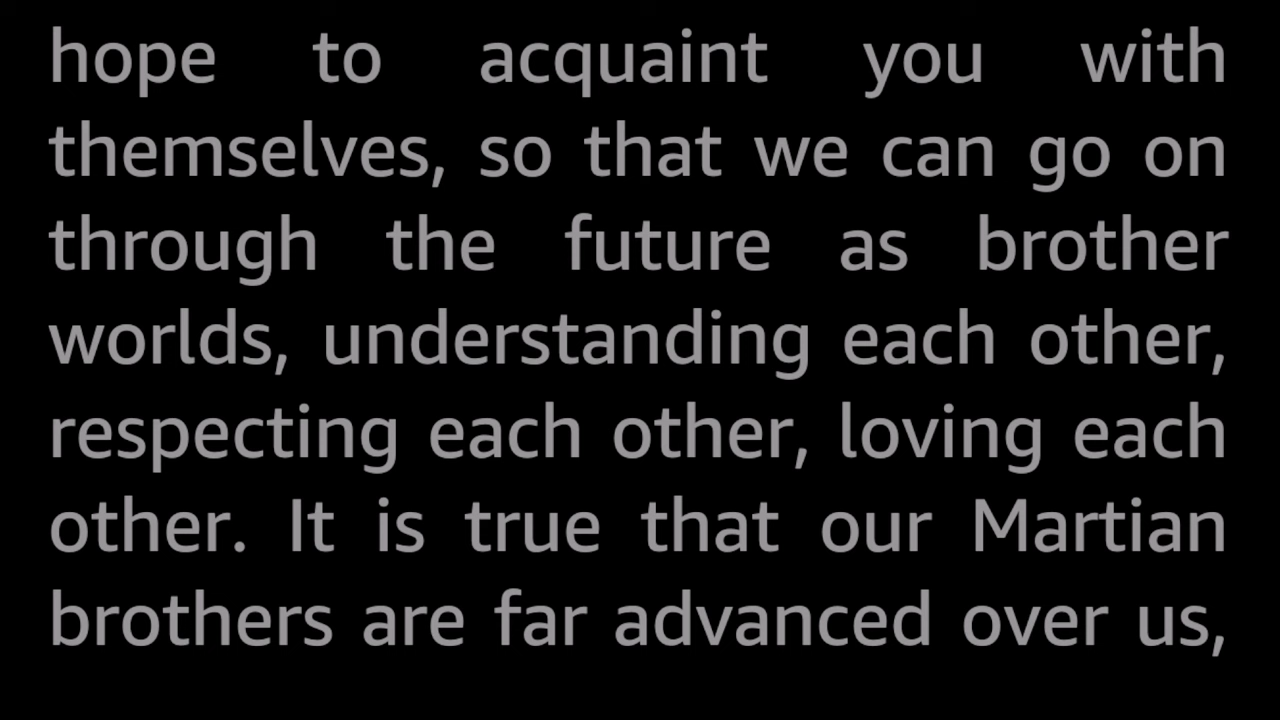 hope to acquaint you with
themselves, so that we can go on
through the future as brother
worlds, understanding each other,
respecting each other, loving each
other. It is true that our Martian
brothers are far advanced over us,